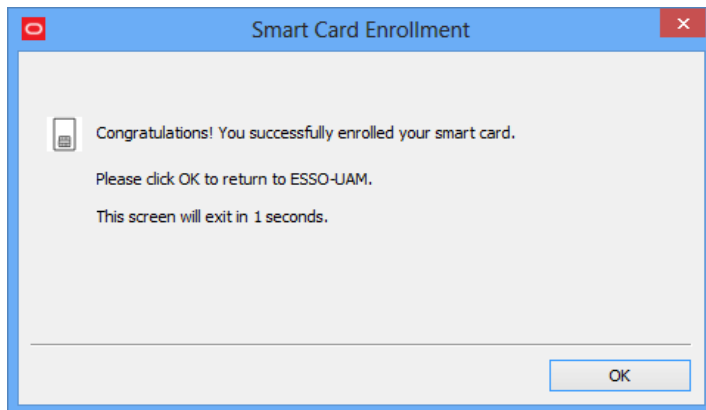 Smart Card Enrollment
Congratulations! You successfully enrolled your smart card.
Please click OK to return to ESSO-UAM.
This screen will exit in 1 seconds.
OK